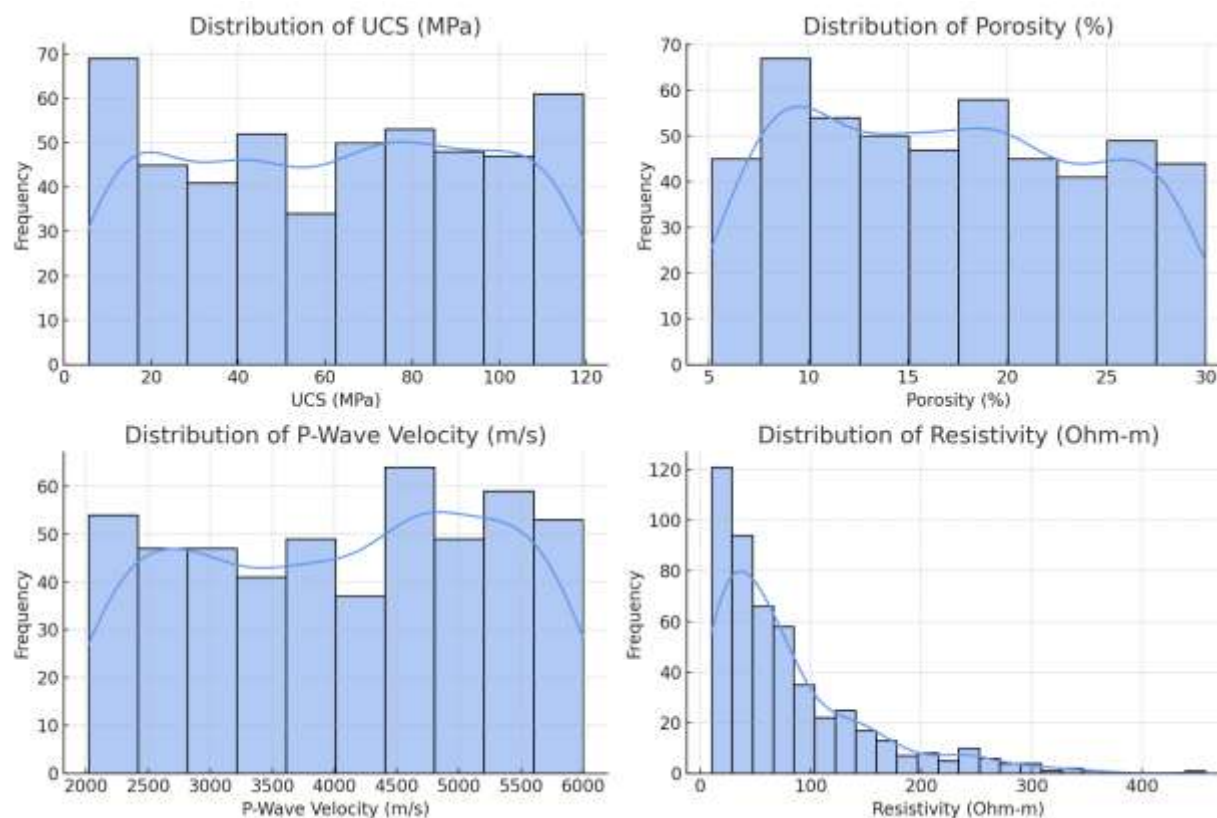 Distribution of UCS (MPa)
70
60
50
40
30
20
10
0
Frequency
0 20 40 60 80 100 120
UCS (MPa)
Distribution of Porosity (%)
70
60
50
40
30
20
10
0
Frequency
5 10 15 20 25 30
Porosity (%)
Distribution of P-Wave Velocity (m/s)
60
50
40
30
20
10
0
Frequency
2000 2500 3000 3500 4000 4500 5000 5500 6000
P-Wave Velocity (m/s)
Distribution of Resistivity (Ohm-m)
120
100
80
60
40
20
0
Frequency
0 100 200 300 400
Resistivity (Ohm-m)